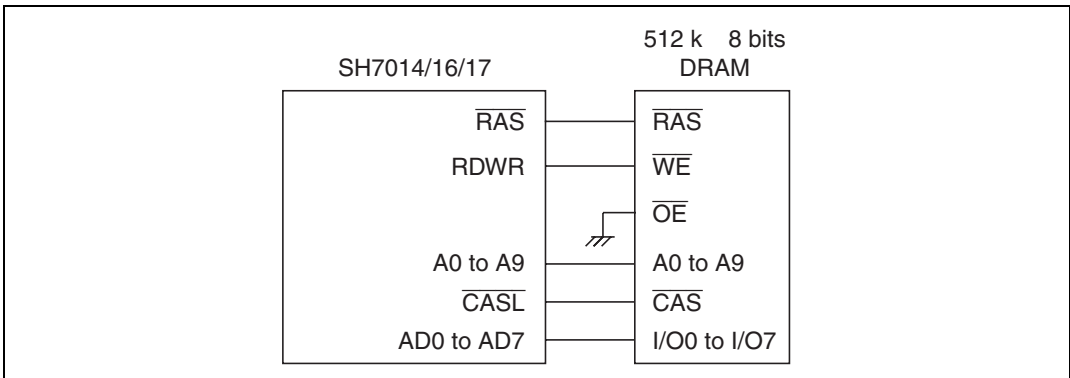 512 k 8 bits
SH7014/16/17 DRAM
RAS RAS
RDWR WE
OE
A0 to A9 A0 to A9
CASL CAS
AD0 to AD7 I/O0 to I/O7